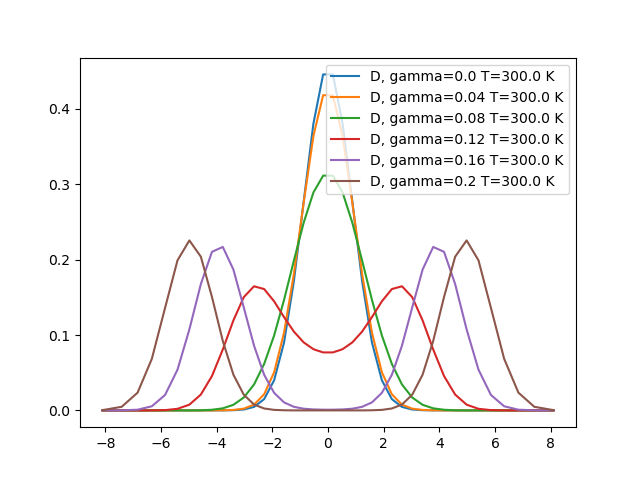 D, gamma=0.0 T=300.0 K
D, gamma=0.04 T=300.0 K
D, gamma=0.08 T=300.0 K
D, gamma=0.12 T=300.0 K
D, gamma=0.16 T=300.0 K
D, gamma=0.2 T=300.0 K
0.4
0.3
0.2
0.1
0.0
−8 −6 −4 −2 0 2 4 6 8